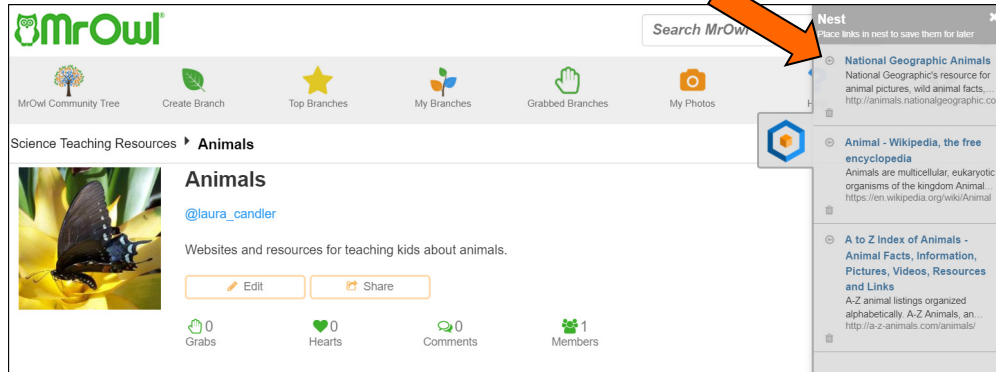 MrOwl
Search MrOwl
MrOwl Community Tree
Create Branch
Top Branches
My Branches
Grabbed Branches
My Photos
Science Teaching Resources Animals
Animals
@laura_candler
Websites and resources for teaching kids about animals.
Edit
Share
0
Grabs
0
Hearts
0
Comments
1
Members
Nest
Place links in nest to save them for later
National Geographic Animals
National Geographic's resource for
animal pictures, wild animal facts,...
http://animals.nationalgeographic.co
Animal - Wikipedia, the free
encyclopedia
Animals are multicellular, eukaryotic
organisms of the kingdom Animal...
https://en.wikipedia.org/wiki/Animal
A to Z Index of Animals -
Animal Facts, Information,
Pictures, Videos, Resources
and Links
A-Z animal listings organized
alphabetically. A-Z Animals, an...
http://a-z-animals.com/animals/